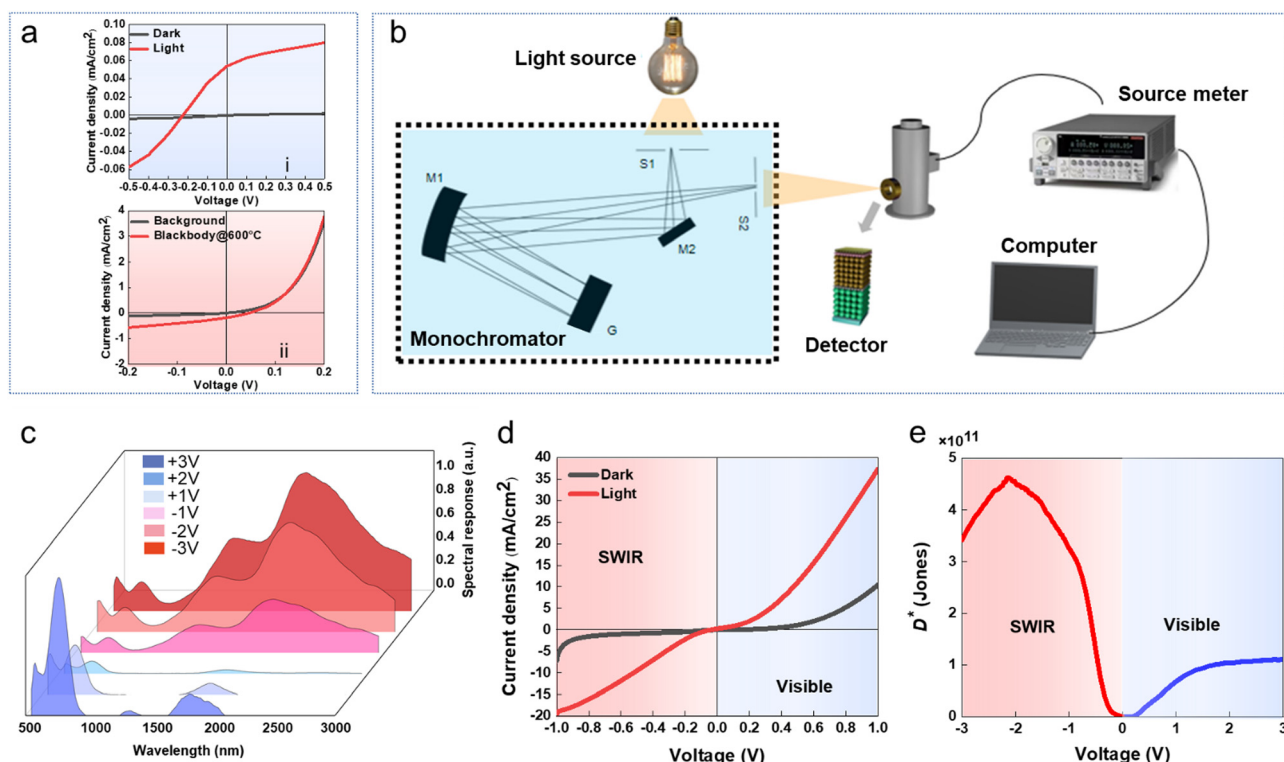 a
0.10
0.08
0.06
0.04
0.02
0.00
-0.02
-0.04
-0.06
Current density (mA/cm²)
Dark
Light
i
-0.5 -0.4 -0.3 -0.2 -0.1 0.0 0.1 0.2 0.3 0.4 0.5
Voltage (V)
4
3
2
1
0
-1
-2
Current density (mA/cm²)
Background
Blackbody@600°C
ii
-0.2 -0.1 0.0 0.1 0.2
Voltage (V)
b
Light source
Source meter
S1
M1
S2
M2
G
Monochromator
Detector
Computer
c
+3V
+2V
+1V
-1V
-2V
-3V
1.0
0.8
0.6
0.4
0.2
0.0
Spectral response (a.u.)
500 1000 1500 2000 2500 3000
Wavelength (nm)
d
40
35
30
25
20
15
10
5
0
-5
-10
-15
-20
Current density (mA/cm²)
Dark
Light
SWIR
Visible
-1.0 -0.8 -0.6 -0.4 -0.2 0.0 0.2 0.4 0.6 0.8 1.0
Voltage (V)
e
×10¹¹
5
4
3
2
1
0
D* (Jones)
SWIR
Visible
-3 -2 -1 0 1 2 3
Voltage (V)